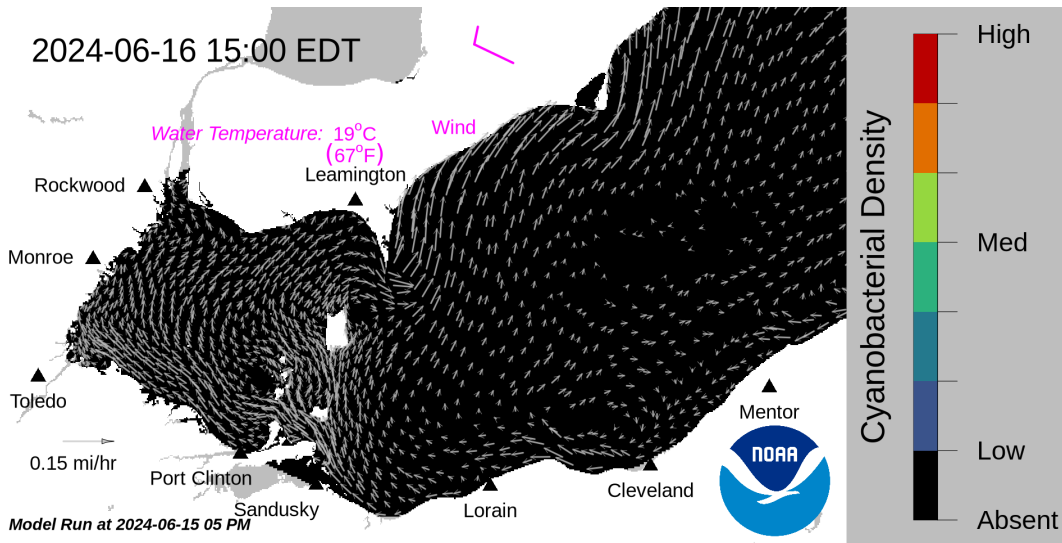 2024-06-16 15:00 EDT
Water Temperature: 19°C
(67°F)
Wind
Leamington
Rockwood
Monroe
Toledo
0.15 mi/hr
Port Clinton
Sandusky
Lorain
Cleveland
Mentor
NOAA
Model Run at 2024-06-15 05 PM
Cyanobacterial Density
High
Med
Low
Absent